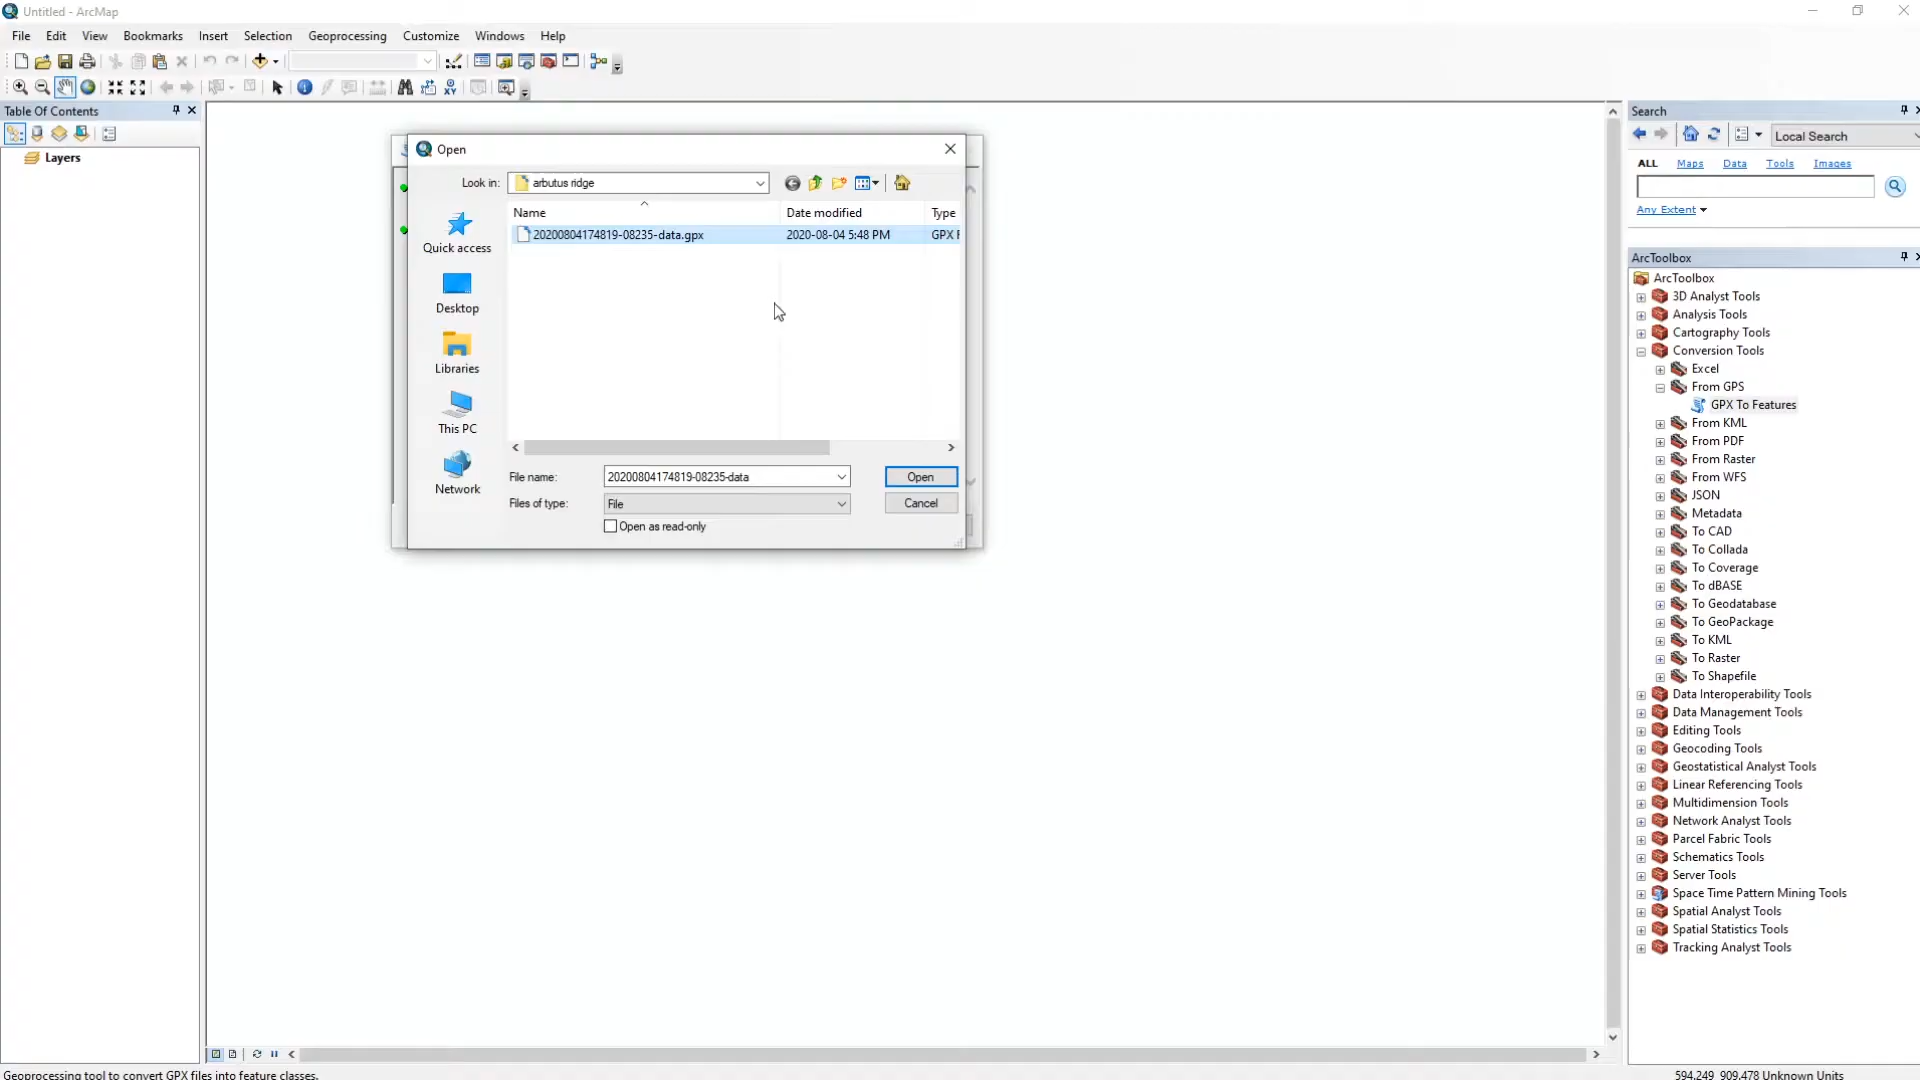 Untitled - ArcMap
File Edit View Bookmarks Insert Selection Geoprocessing Customize Windows Help
Table Of Contents
Layers
Open
Look in: arbutus ridge
Name Date modified Type
20200804174819-08235-data.gpx 2020-08-04 5:48 PM GPX F
Quick access
Desktop
Libraries
This PC
Network
File name: 20200804174819-08235-data Open
Files of type: File Cancel
Open as read-only
Search
Local Search
ALL Maps Data Tools Images
Any Extent
ArcToolbox
ArcToolbox
3D Analyst Tools
Analysis Tools
Cartography Tools
Conversion Tools
Excel
From GPS
GPX To Features
From KML
From PDF
From Raster
From WFS
JSON
Metadata
To CAD
To Collada
To Coverage
To dBASE
To Geodatabase
To GeoPackage
To KML
To Raster
To Shapefile
Data Interoperability Tools
Data Management Tools
Editing Tools
Geocoding Tools
Geostatistical Analyst Tools
Linear Referencing Tools
Multidimension Tools
Network Analyst Tools
Parcel Fabric Tools
Schematics Tools
Server Tools
Space Time Pattern Mining Tools
Spatial Analyst Tools
Spatial Statistics Tools
Tracking Analyst Tools
Geoprocessing tool to convert GPX files into feature classes.
594.249 909.478 Unknown Units